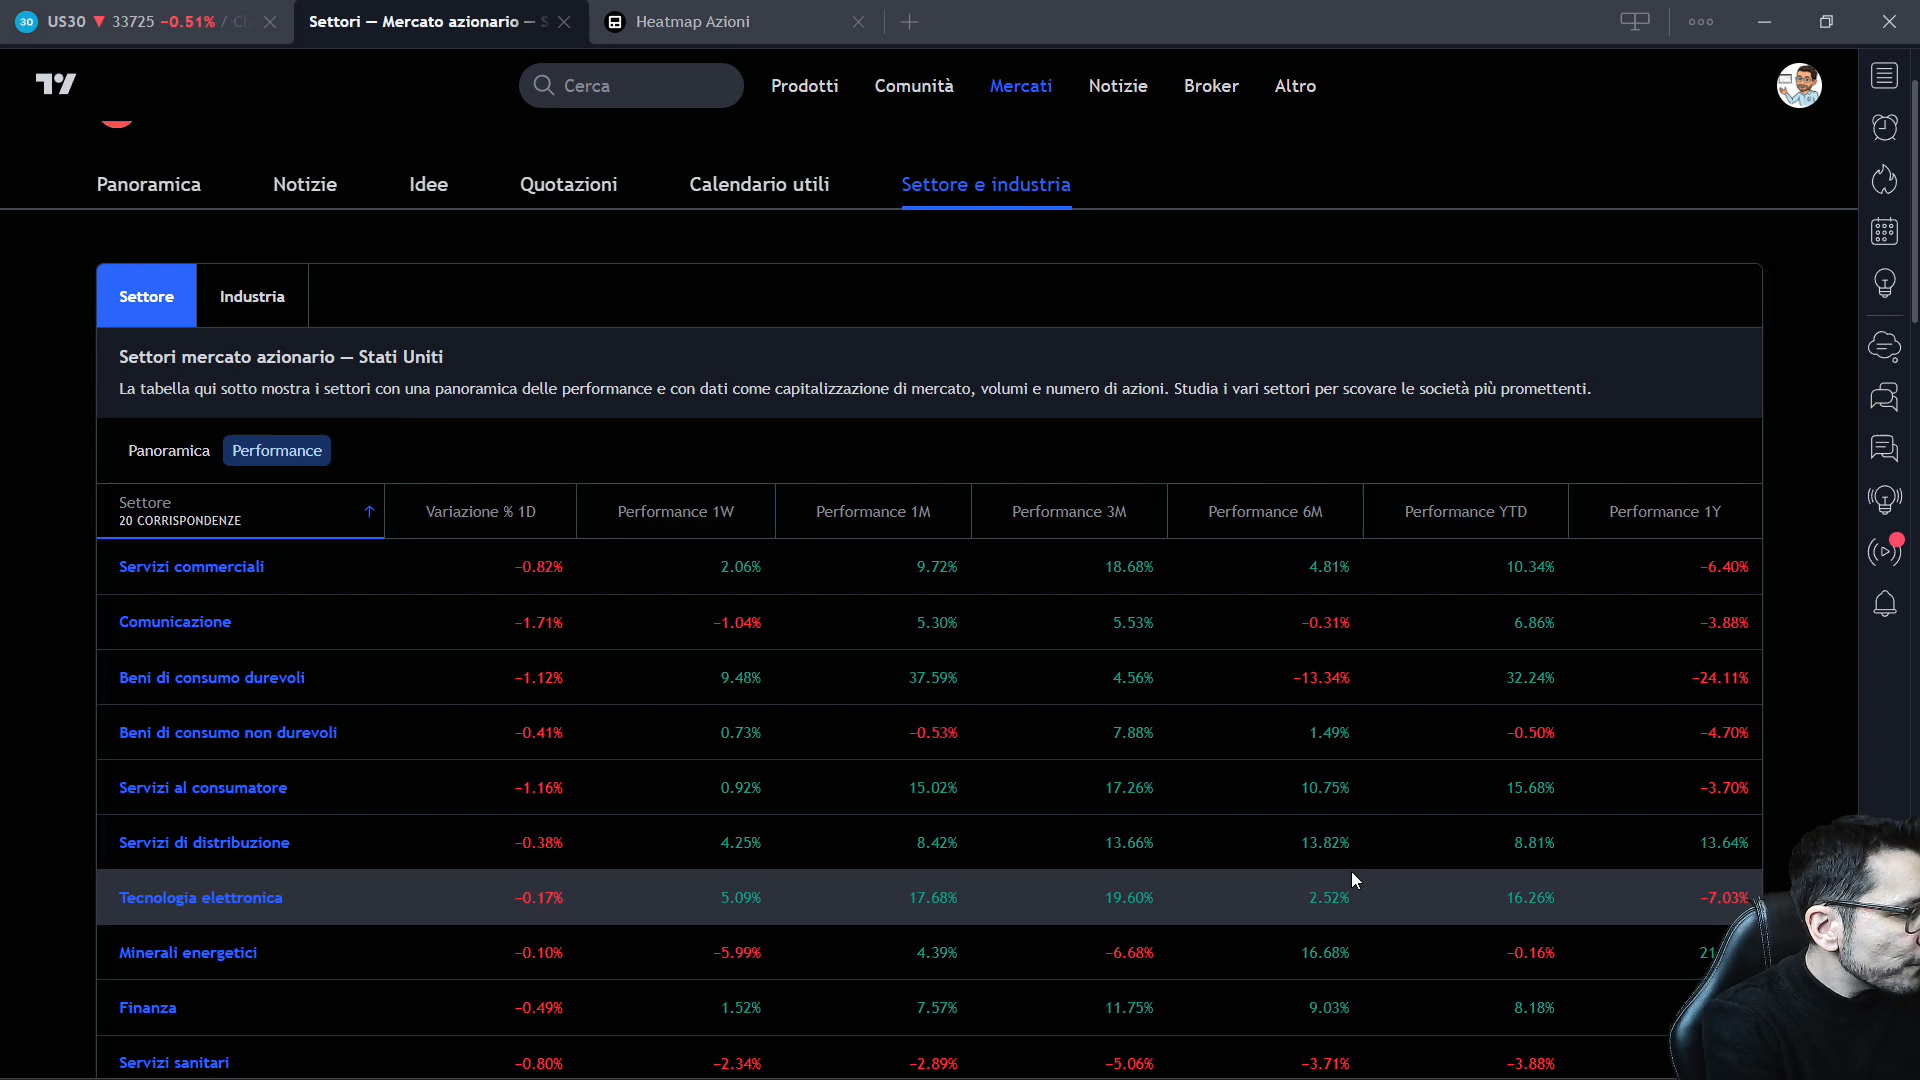 30 US30 ▼ 33725 −0.51% / Ch
Settori — Mercato azionario — S
Heatmap Azioni
Cerca
Prodotti
Comunità
Mercati
Notizie
Broker
Altro
Panoramica
Notizie
Idee
Quotazioni
Calendario utili
Settore e industria
Settore
Industria
Settori mercato azionario — Stati Uniti
La tabella qui sotto mostra i settori con una panoramica delle performance e con dati come capitalizzazione di mercato, volumi e numero di azioni. Studia i vari settori per scovare le società più promettenti.
Panoramica
Performance
Settore
20 CORRISPONDENZE
Variazione % 1D
Performance 1W
Performance 1M
Performance 3M
Performance 6M
Performance YTD
Performance 1Y
Servizi commerciali −0.82% 2.06% 9.72% 18.68% 4.81% 10.34% −6.40%
Comunicazione −1.71% −1.04% 5.30% 5.53% −0.31% 6.86% −3.88%
Beni di consumo durevoli −1.12% 9.48% 37.59% 4.56% −13.34% 32.24% −24.11%
Beni di consumo non durevoli −0.41% 0.73% −0.53% 7.88% 1.49% −0.50% −4.70%
Servizi al consumatore −1.16% 0.92% 15.02% 17.26% 10.75% 15.68% −3.70%
Servizi di distribuzione −0.38% 4.25% 8.42% 13.66% 13.82% 8.81% 13.64%
Tecnologia elettronica −0.17% 5.09% 17.68% 19.60% 2.52% 16.26% −7.03%
Minerali energetici −0.10% −5.99% 4.39% −6.68% 16.68% −0.16% 21
Finanza −0.49% 1.52% 7.57% 11.75% 9.03% 8.18%
Servizi sanitari −0.80% −2.34% −2.89% −5.06% −3.71% −3.88%